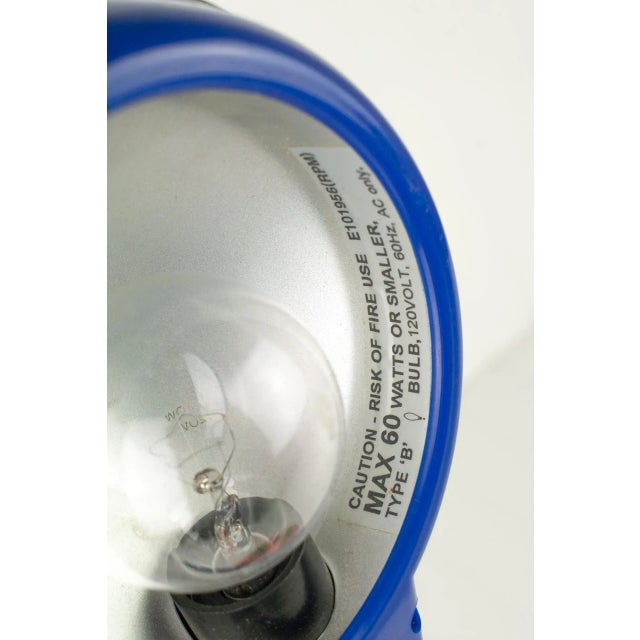 CAUTION - RISK OF FIRE USE E101956(RPM)
MAX 60 WATTS OR SMALLER, AC only.
TYPE 'B' BULB, 120VOLT, 60Hz,